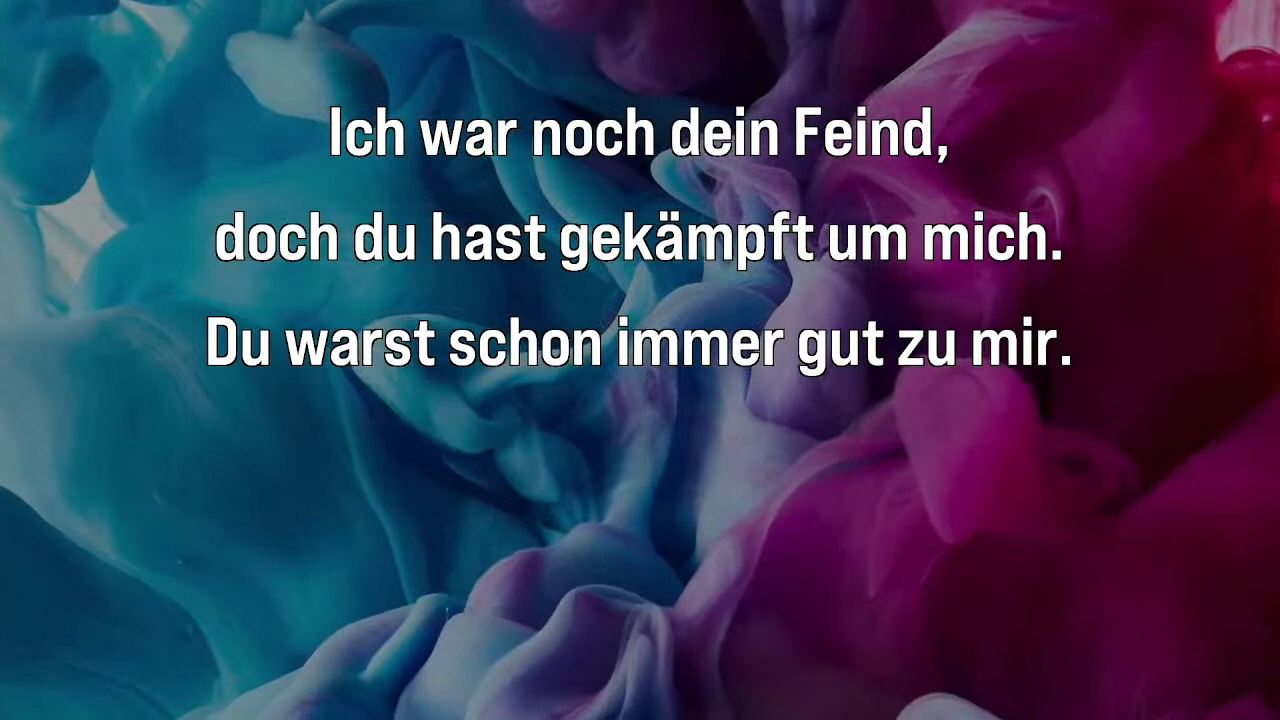 Ich war noch dein Feind,
doch du hast gekämpft um mich.
Du warst schon immer gut zu mir.